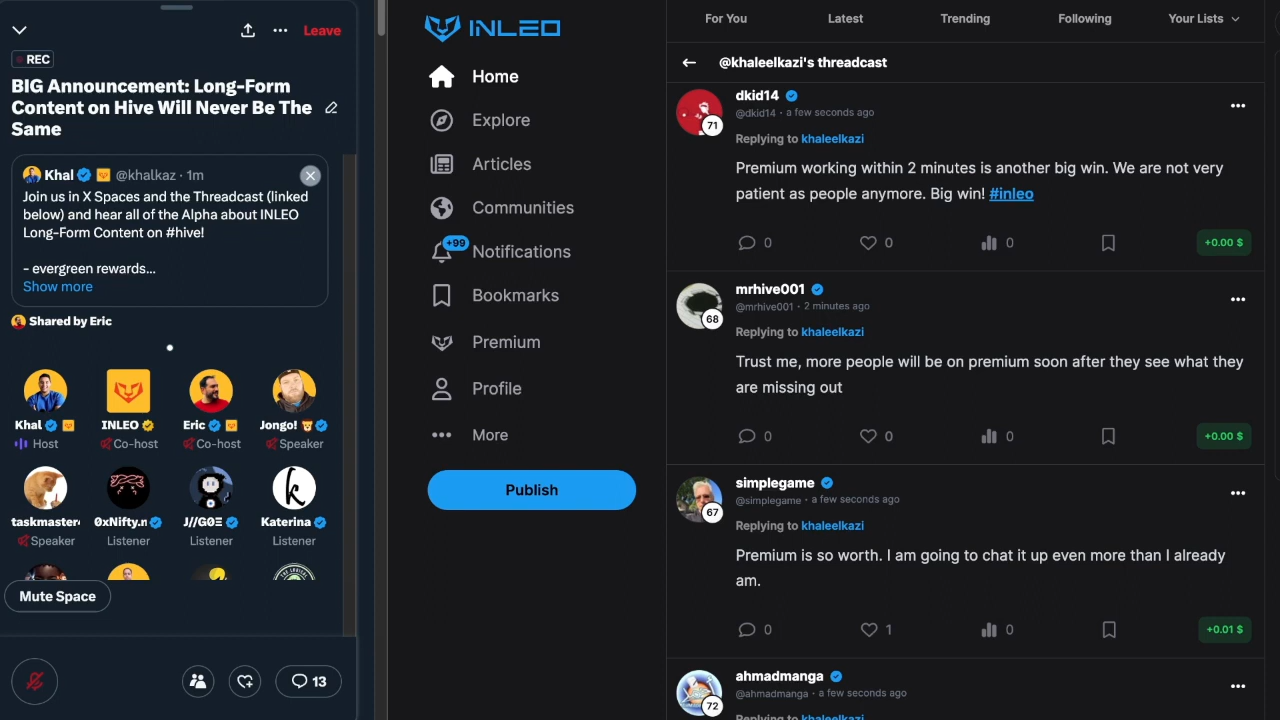 Leave
REC
BIG Announcement: Long-Form
Content on Hive Will Never Be The
Same
Khal @khalkaz · 1m
Join us in X Spaces and the Threadcast (linked
below) and hear all of the Alpha about INLEO
Long-Form Content on #hive!
- evergreen rewards...
Show more
Shared by Eric
Khal
INLEO
Eric
Jongo!
Host
Co-host
Co-host
Speaker
taskmaster
0xNifty.n
J//GØΞ
Katerina
Speaker
Listener
Listener
Listener
Mute Space
13
INLEO
Home
Explore
Articles
Communities
+99
Notifications
Bookmarks
Premium
Profile
More
Publish
For You
Latest
Trending
Following
Your Lists
@khaleelkazi's threadcast
dkid14
@dkid14 · a few seconds ago
71
Replying to khaleelkazi
Premium working within 2 minutes is another big win. We are not very
patient as people anymore. Big win! #inleo
0 0 0 +0.00 $
mrhive001
@mrhive001 · 2 minutes ago
68
Replying to khaleelkazi
Trust me, more people will be on premium soon after they see what they
are missing out
0 0 0 +0.00 $
simplegame
@simplegame · a few seconds ago
67
Replying to khaleelkazi
Premium is so worth. I am going to chat it up even more than I already
am.
0 1 0 +0.01 $
ahmadmanga
@ahmadmanga · a few seconds ago
72
Replying to khaleelkazi